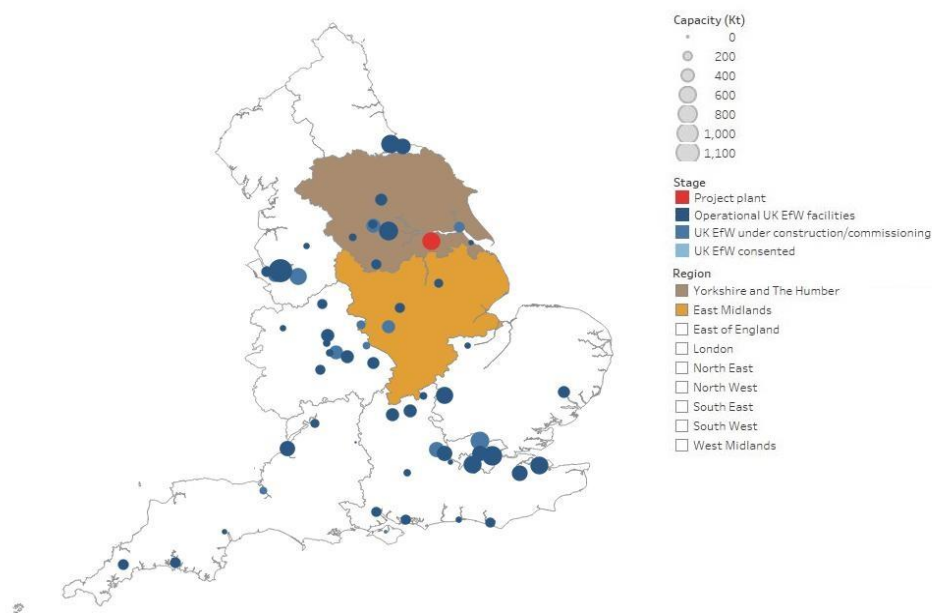 Capacity (Kt)
0
200
400
600
800
1,000
1,100
Stage
Project plant
Operational UK EfW facilities
UK EfW under construction/commissioning
UK EfW consented
Region
Yorkshire and The Humber
East Midlands
East of England
London
North East
North West
South East
South West
West Midlands